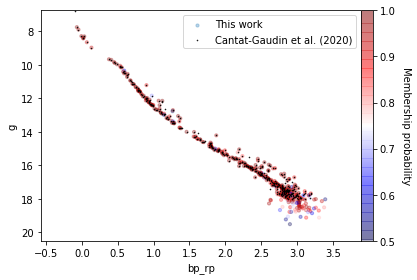 This work
Cantat-Gaudin et al. (2020)
g
8
10
12
14
16
18
20
-0.5 0.0 0.5 1.0 1.5 2.0 2.5 3.0 3.5
bp_rp
1.0
0.9
0.8
0.7
0.6
0.5
Membership probability